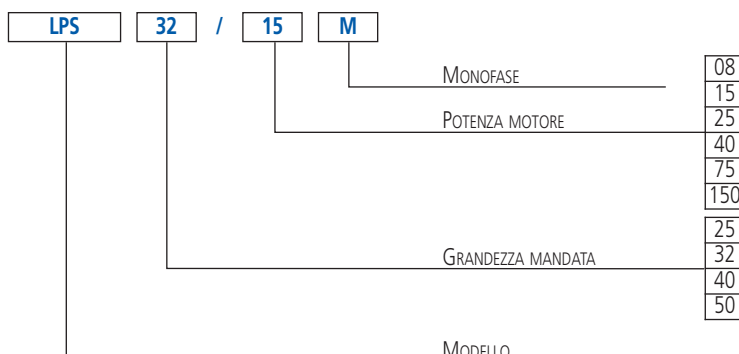 LPS 32 / 15 M
MONOFASE
08
15
POTENZA MOTORE
25
40
75
150
25
GRANDEZZA MANDATA
32
40
50
MODELLO